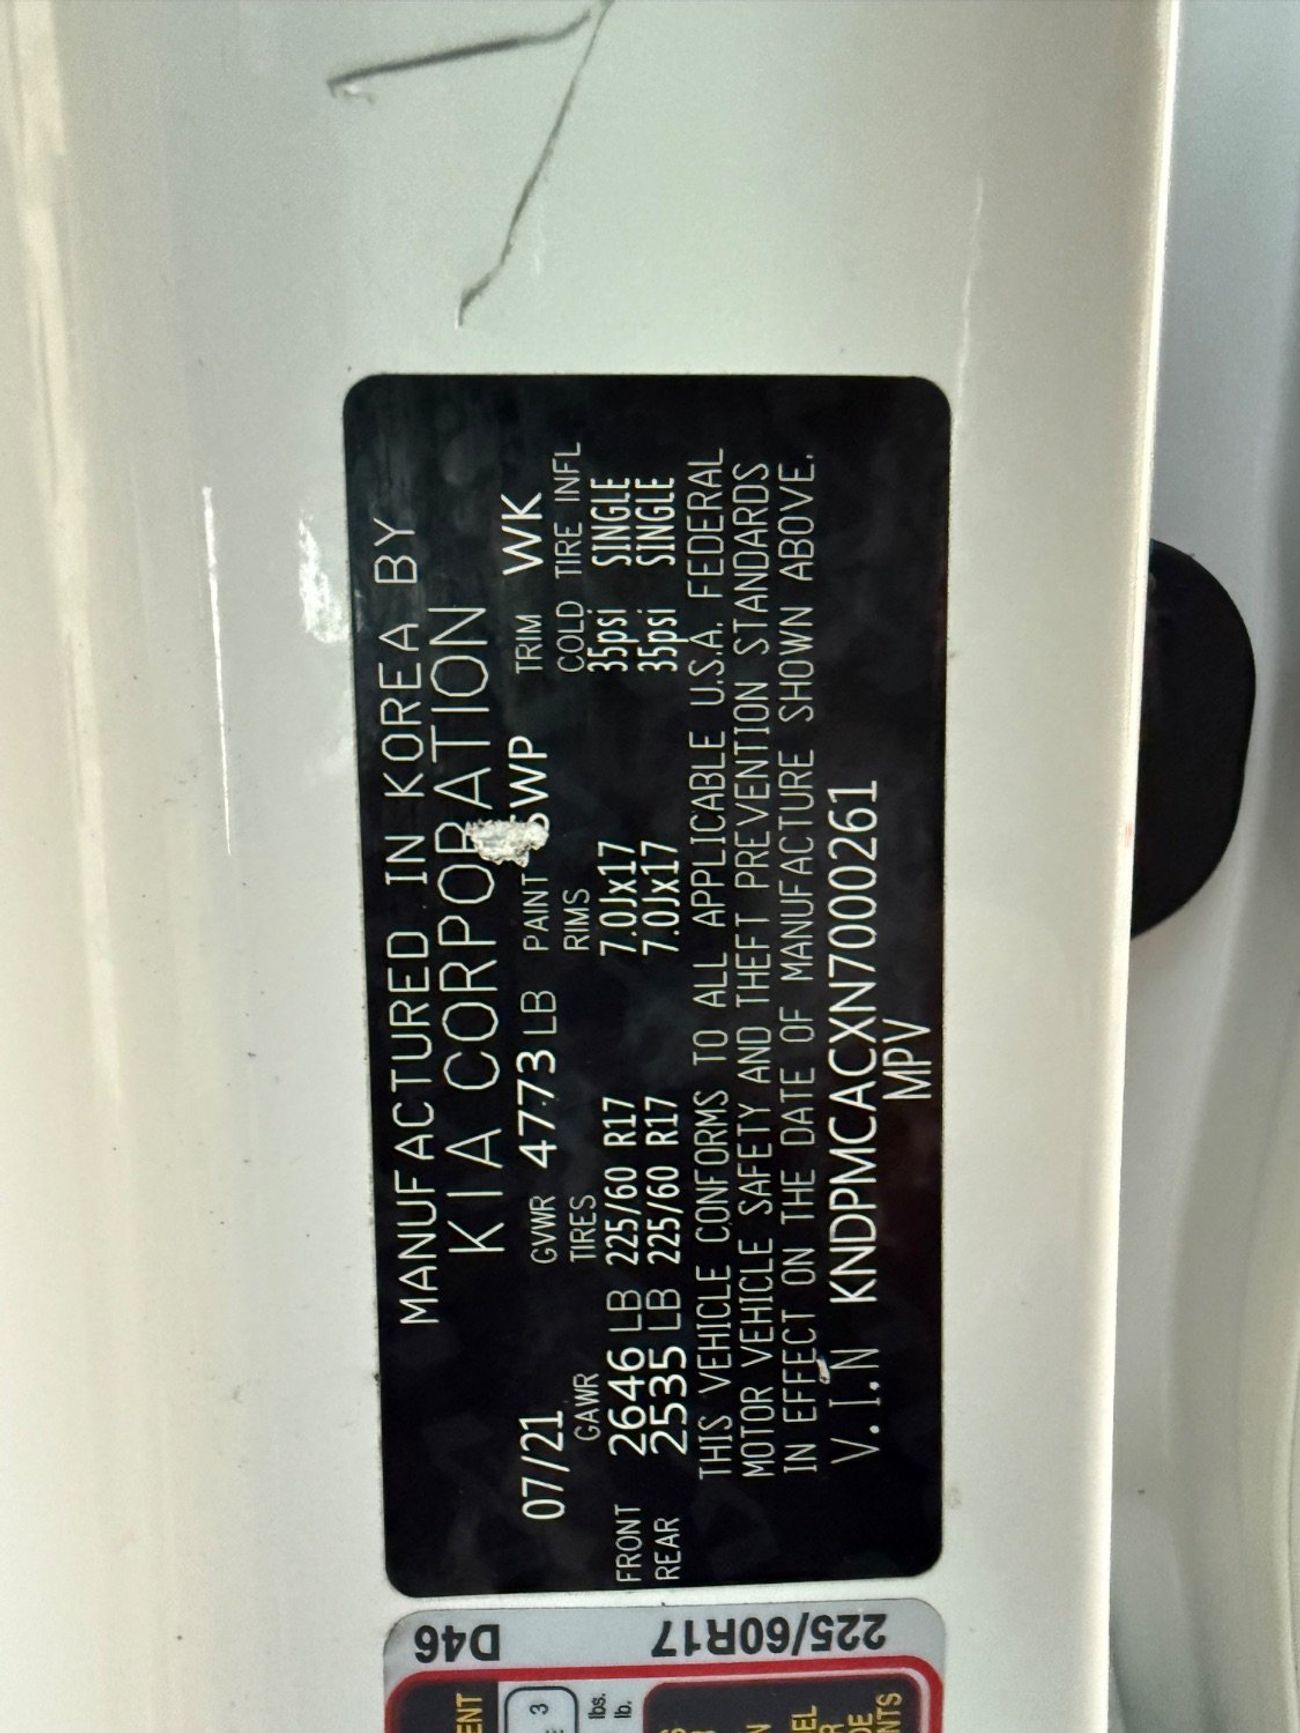 MANUFACTURED IN KOREA BY
KIA CORPORATION
07/21 GVWR 4773 LB PAINT SWP TRIM WK
GAWR TIRES RIMS COLD TIRE INFL
FRONT 2646 LB 225/60 R17 7.0Jx17 35psi SINGLE
REAR 2535 LB 225/60 R17 7.0Jx17 35psi SINGLE
THIS VEHICLE CONFORMS TO ALL APPLICABLE U.S.A. FEDERAL
MOTOR VEHICLE SAFETY AND THEFT PREVENTION STANDARDS
IN EFFECT ON THE DATE OF MANUFACTURE SHOWN ABOVE.
V.I.N KNDPMCACXN7000261
MPV
D46
225/60R17
3
lbs.
lb.